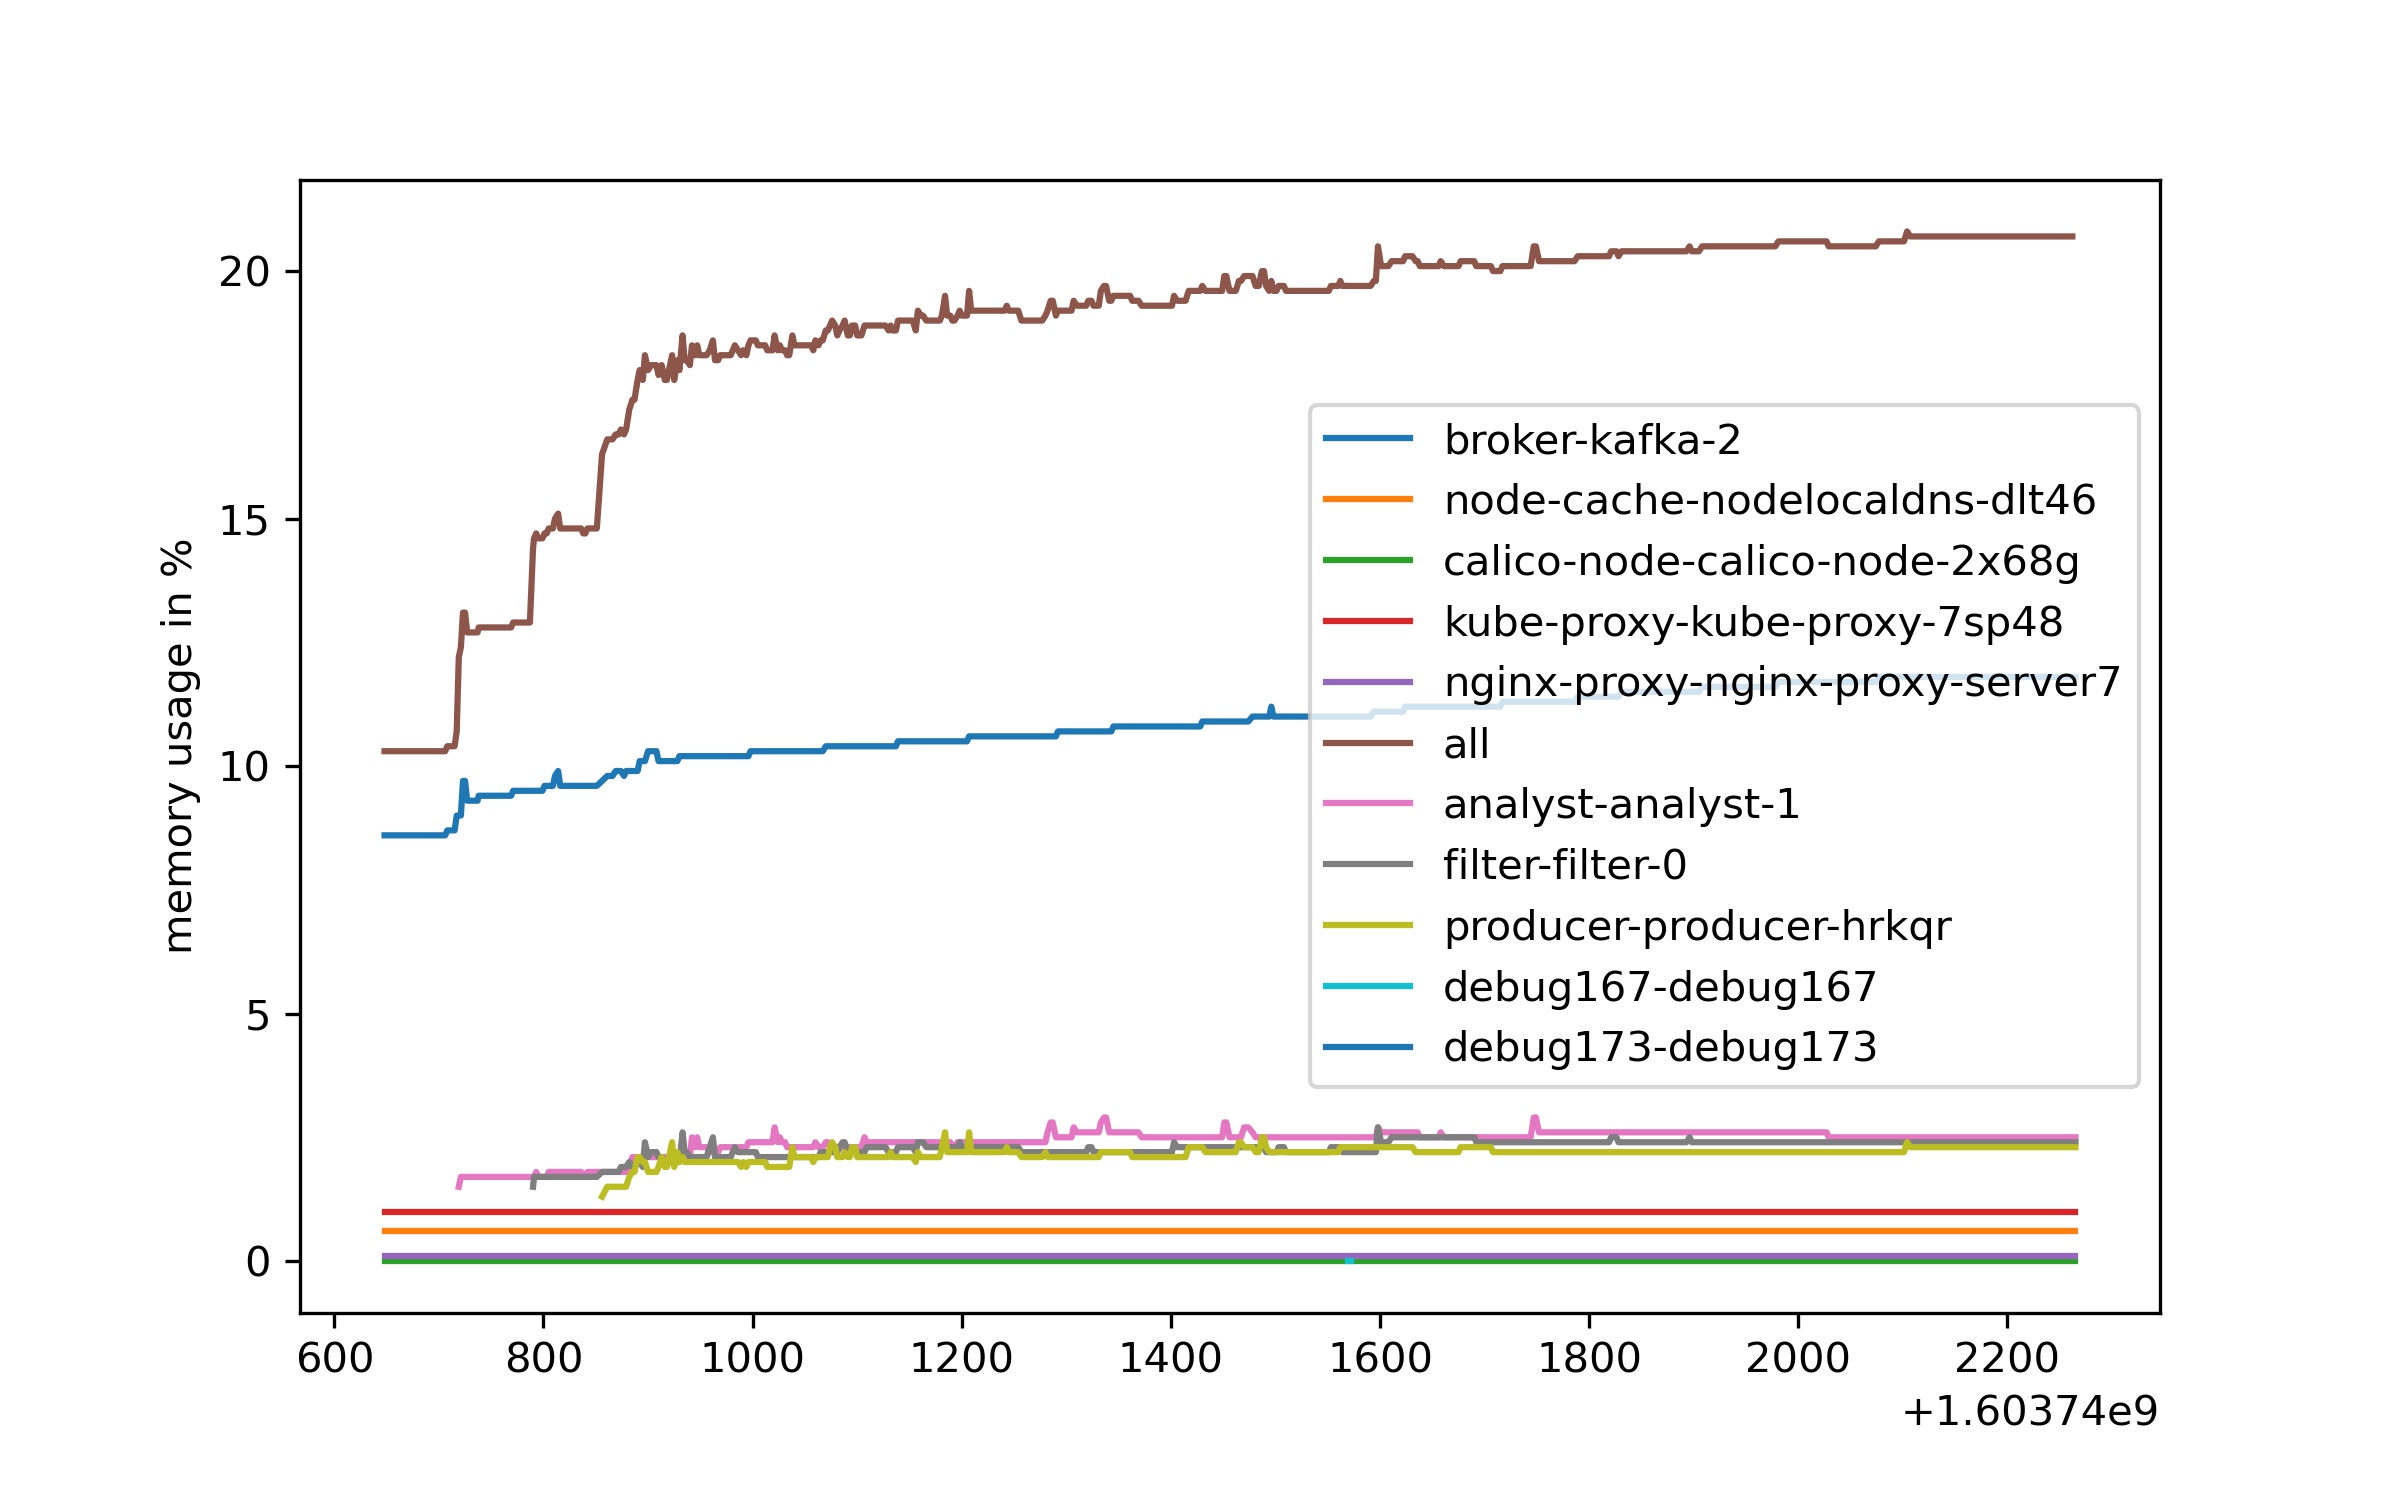 memory usage in %
20
15
10
5
0
broker-kafka-2
node-cache-nodelocaldns-dlt46
calico-node-calico-node-2x68g
kube-proxy-kube-proxy-7sp48
nginx-proxy-nginx-proxy-server7
all
analyst-analyst-1
filter-filter-0
producer-producer-hrkqr
debug167-debug167
debug173-debug173
600 800 1000 1200 1400 1600 1800 2000 2200
+1.60374e9